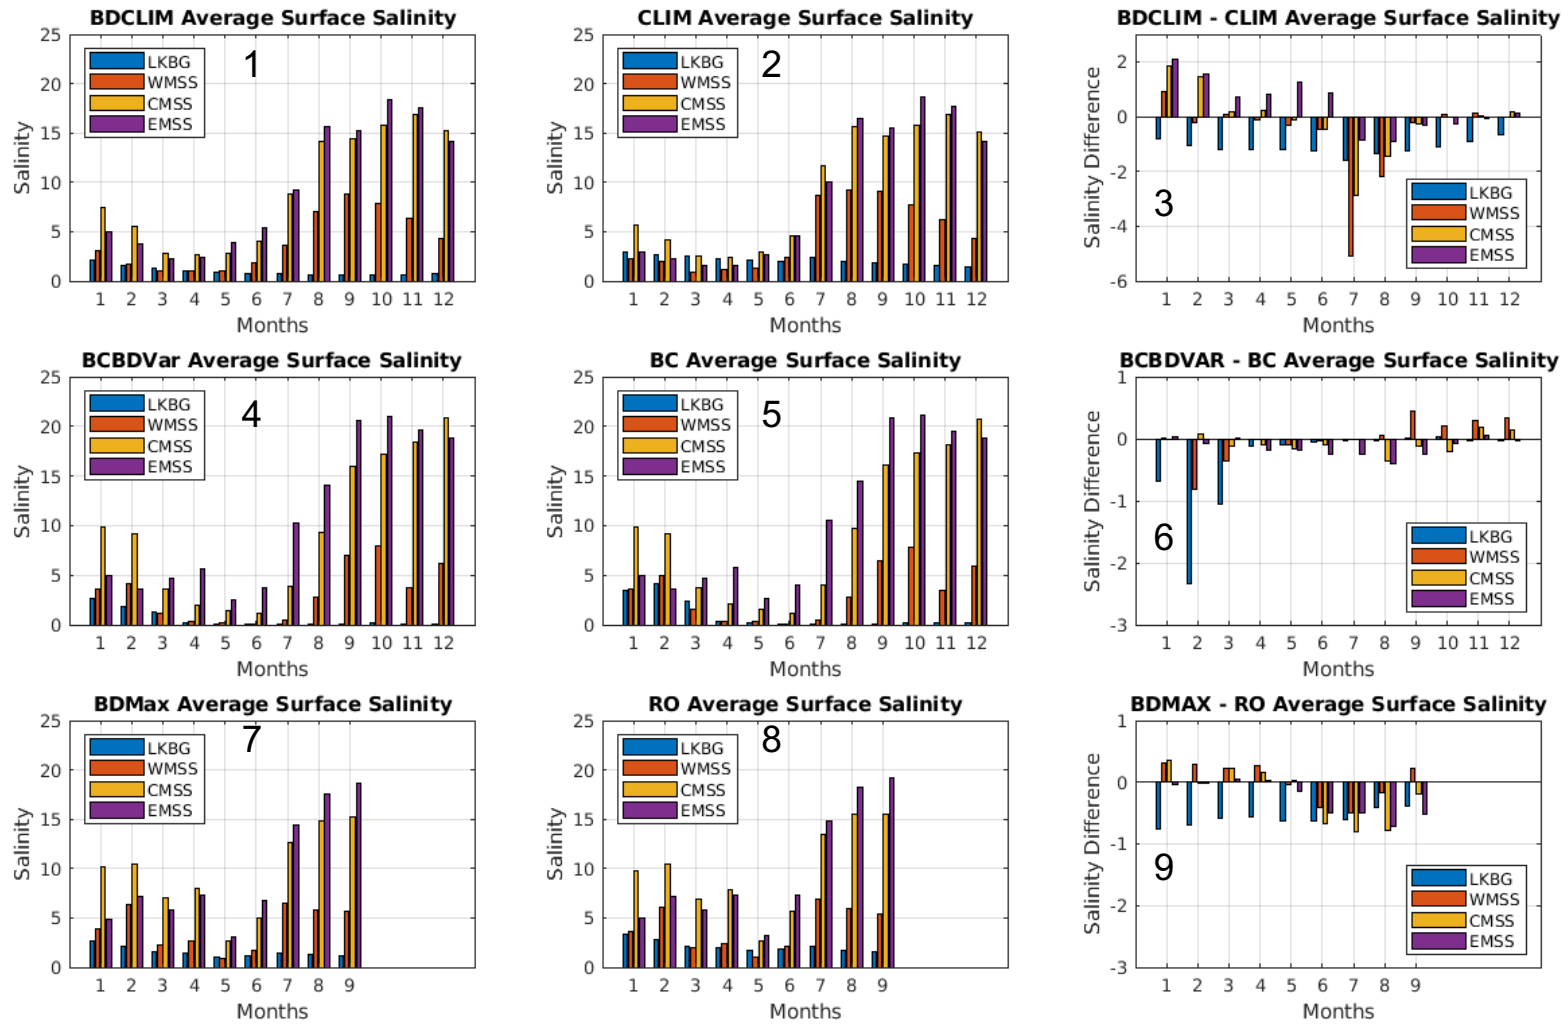 BDCLIM Average Surface Salinity
25
20
15
10
5
0
Salinity
LKBG
WMSS
CMSS
EMSS
1
1 2 3 4 5 6 7 8 9 10 11 12
Months
CLIM Average Surface Salinity
25
20
15
10
5
0
Salinity
LKBG
WMSS
CMSS
EMSS
2
1 2 3 4 5 6 7 8 9 10 11 12
Months
BDCLIM - CLIM Average Surface Salinity
2
0
-2
-4
-6
Salinity Difference
3
LKBG
WMSS
CMSS
EMSS
1 2 3 4 5 6 7 8 9 10 11 12
Months
BCBDVar Average Surface Salinity
25
20
15
10
5
0
Salinity
LKBG
WMSS
CMSS
EMSS
4
1 2 3 4 5 6 7 8 9 10 11 12
Months
BC Average Surface Salinity
25
20
15
10
5
0
Salinity
LKBG
WMSS
CMSS
EMSS
5
1 2 3 4 5 6 7 8 9 10 11 12
Months
BCBDVAR - BC Average Surface Salinity
1
0
-1
-2
-3
Salinity Difference
6
LKBG
WMSS
CMSS
EMSS
1 2 3 4 5 6 7 8 9 10 11 12
Months
BDMax Average Surface Salinity
25
20
15
10
5
0
Salinity
LKBG
WMSS
CMSS
EMSS
7
1 2 3 4 5 6 7 8 9
Months
RO Average Surface Salinity
25
20
15
10
5
0
Salinity
LKBG
WMSS
CMSS
EMSS
8
1 2 3 4 5 6 7 8 9
Months
BDMAX - RO Average Surface Salinity
1
0
-1
-2
-3
Salinity Difference
9
LKBG
WMSS
CMSS
EMSS
1 2 3 4 5 6 7 8 9
Months